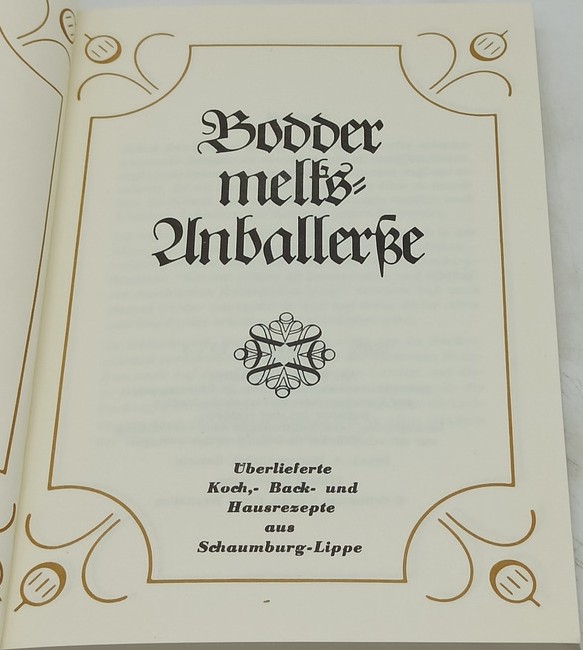 Bodder
melks-
Anballerße
Überlieferte
Koch,- Back- und
Hausrezepte
aus
Schaumburg-Lippe